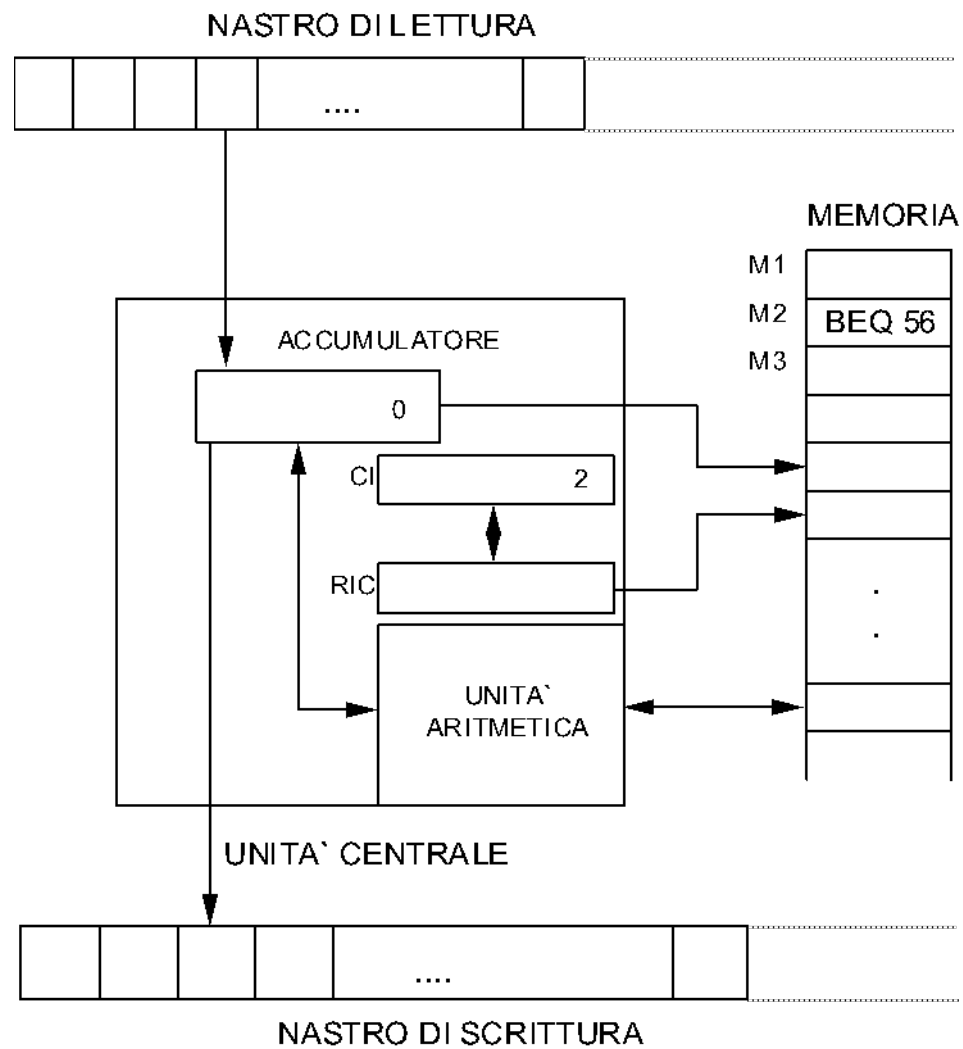 NASTRO DI LETTURA
....
MEMORIA
M1
M2 BEQ 56
M3
ACCUMULATORE
0
CI 2
RIC
.
.
UNITA` ARITMETICA
UNITA` CENTRALE
....
NASTRO DI SCRITTURA